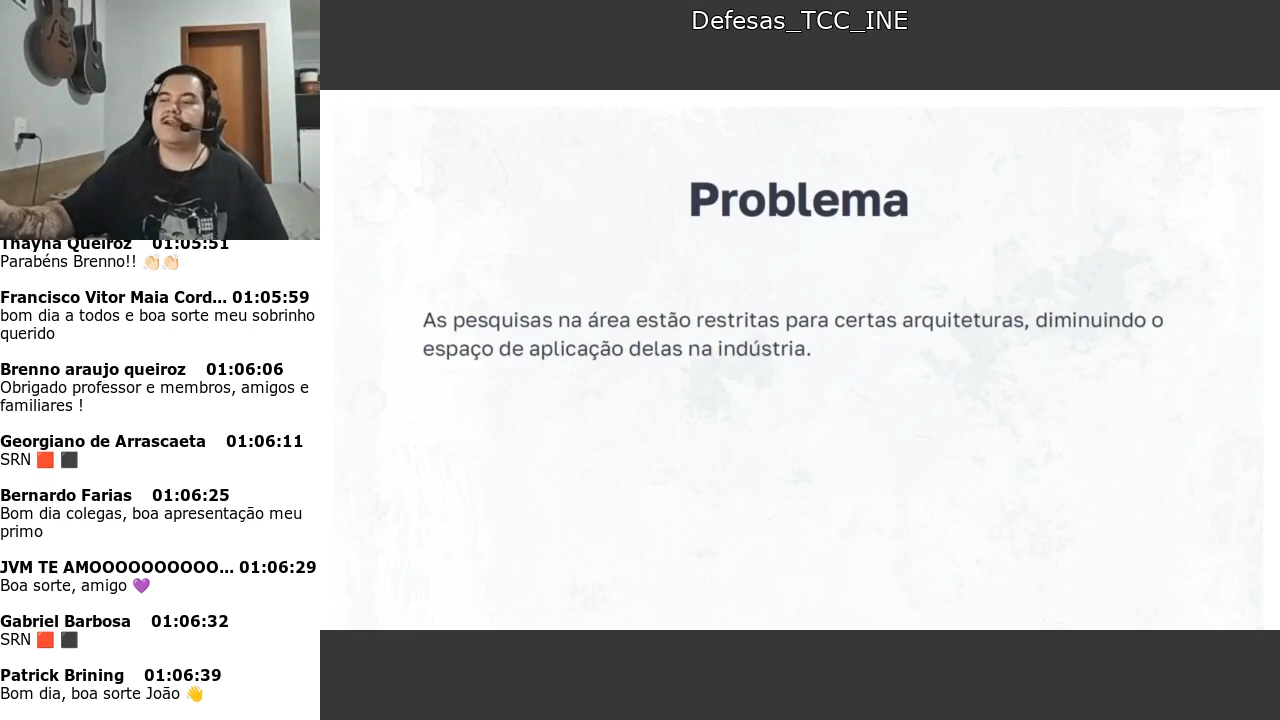 Defesas_TCC_INE
Problema
As pesquisas na área estão restritas para certas arquiteturas, diminuindo o
espaço de aplicação delas na indústria.
Thayna Queiroz 01:05:51
Parabéns Brenno!! 👏🏻👏🏻
Francisco Vitor Maia Cord... 01:05:59
bom dia a todos e boa sorte meu sobrinho
querido
Brenno araujo queiroz 01:06:06
Obrigado professor e membros, amigos e
familiares !
Georgiano de Arrascaeta 01:06:11
SRN 🟥 ⬛
Bernardo Farias 01:06:25
Bom dia colegas, boa apresentação meu
primo
JVM TE AMOOOOOOOOOO... 01:06:29
Boa sorte, amigo 💜
Gabriel Barbosa 01:06:32
SRN 🟥 ⬛
Patrick Brining 01:06:39
Bom dia, boa sorte João 👋